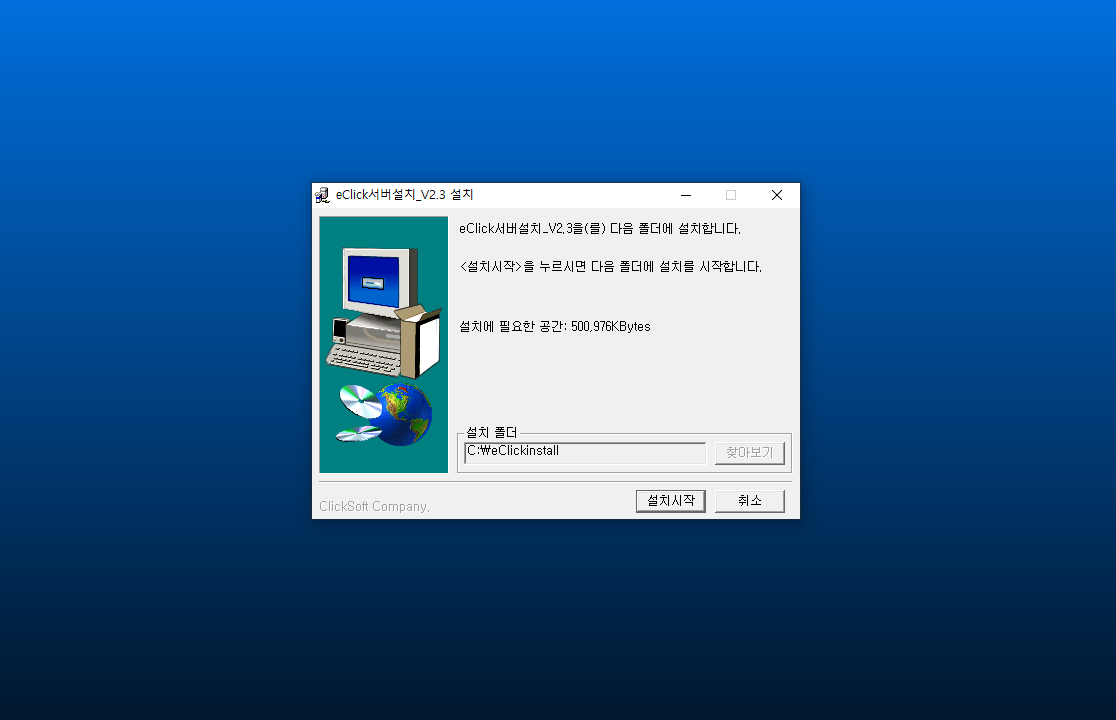 eClick서버설치_V2.3 설치
eClick서버설치_V2.3을(를) 다음 폴더에 설치합니다.
<설치시작>을 누르시면 다음 폴더에 설치를 시작합니다.
설치에 필요한 공간: 500,976KBytes
설치 폴더
C:₩eClickinstall
찾아보기
ClickSoft Company.
설치시작
취소